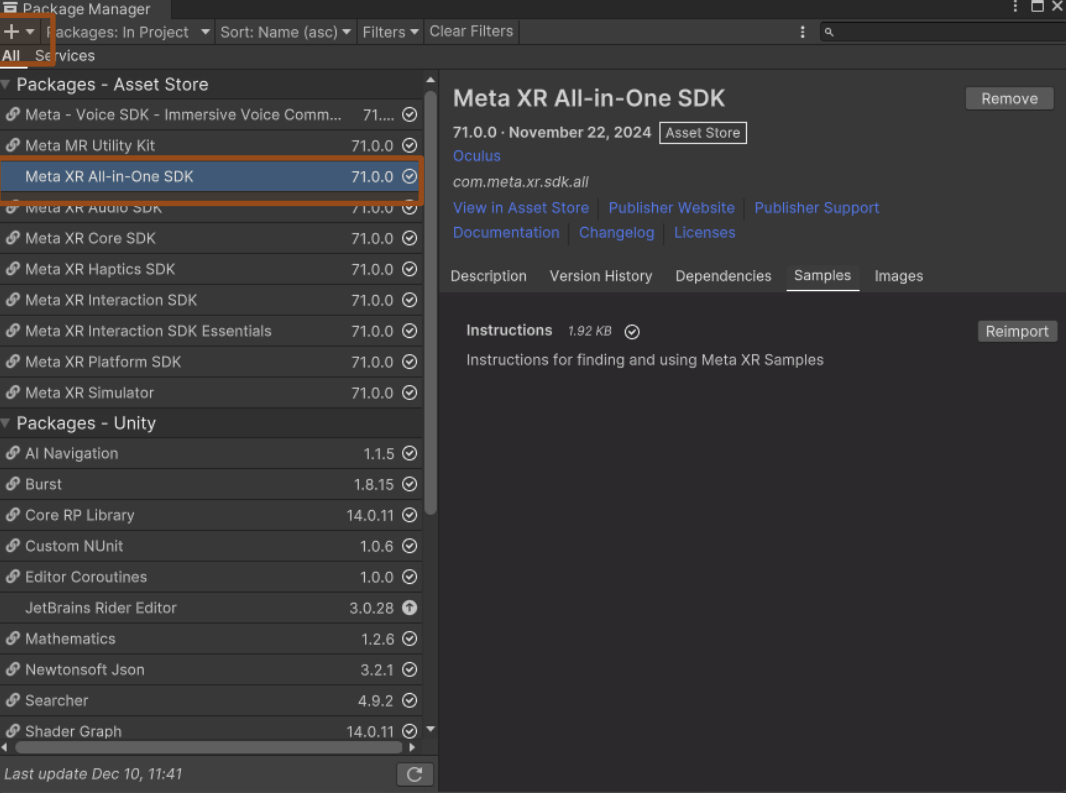 Package Manager
Packages: In Project Sort: Name (asc) Filters Clear Filters
All Services
Packages - Asset Store
Meta - Voice SDK - Immersive Voice Comm... 71....
Meta MR Utility Kit 71.0.0
Meta XR All-in-One SDK 71.0.0
Meta XR Audio SDK 71.0.0
Meta XR Core SDK 71.0.0
Meta XR Haptics SDK 71.0.0
Meta XR Interaction SDK 71.0.0
Meta XR Interaction SDK Essentials 71.0.0
Meta XR Platform SDK 71.0.0
Meta XR Simulator 71.0.0
Packages - Unity
AI Navigation 1.1.5
Burst 1.8.15
Core RP Library 14.0.11
Custom NUnit 1.0.6
Editor Coroutines 1.0.0
JetBrains Rider Editor 3.0.28
Mathematics 1.2.6
Newtonsoft Json 3.2.1
Searcher 4.9.2
Shader Graph 14.0.11
Last update Dec 10, 11:41
Meta XR All-in-One SDK Remove
71.0.0 · November 22, 2024 Asset Store
Oculus
com.meta.xr.sdk.all
View in Asset Store Publisher Website Publisher Support
Documentation Changelog Licenses
Description Version History Dependencies Samples Images
Instructions 1.92 KB Reimport
Instructions for finding and using Meta XR Samples